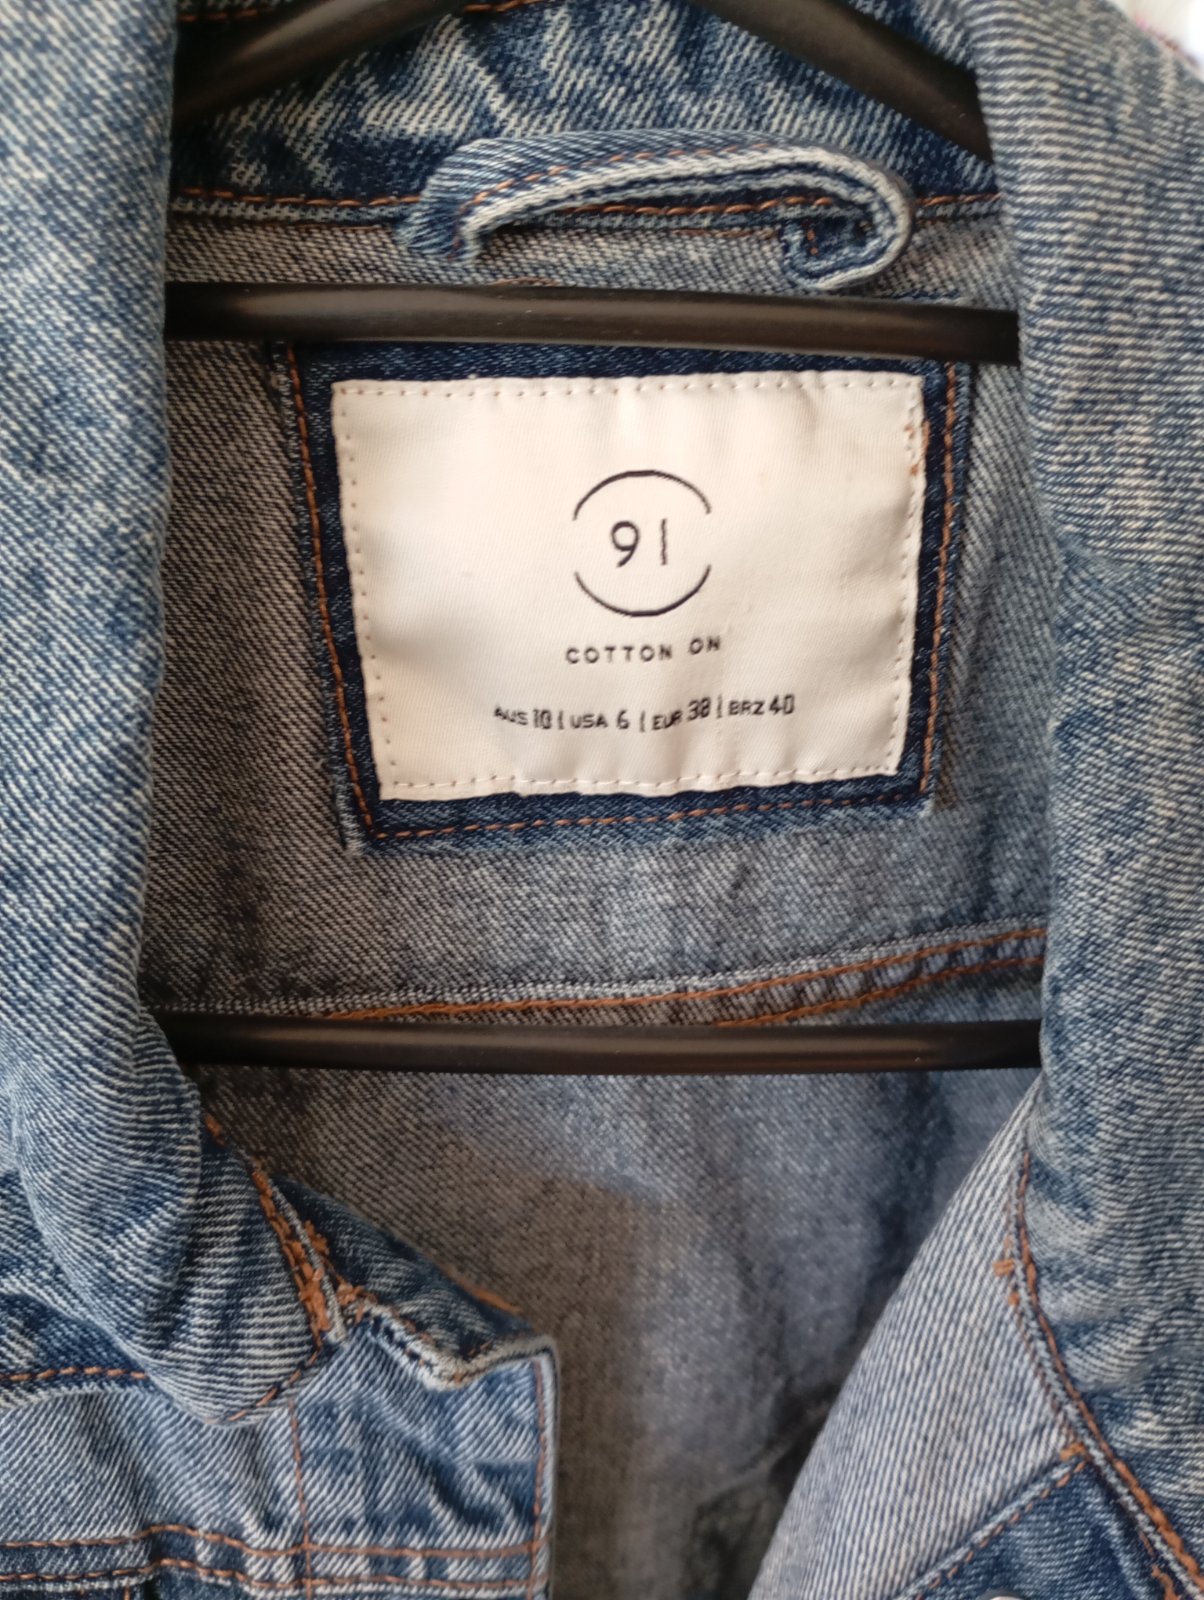 91
COTTON ON
AUS 10 | USA 6 | EUR 38 | BRZ 40